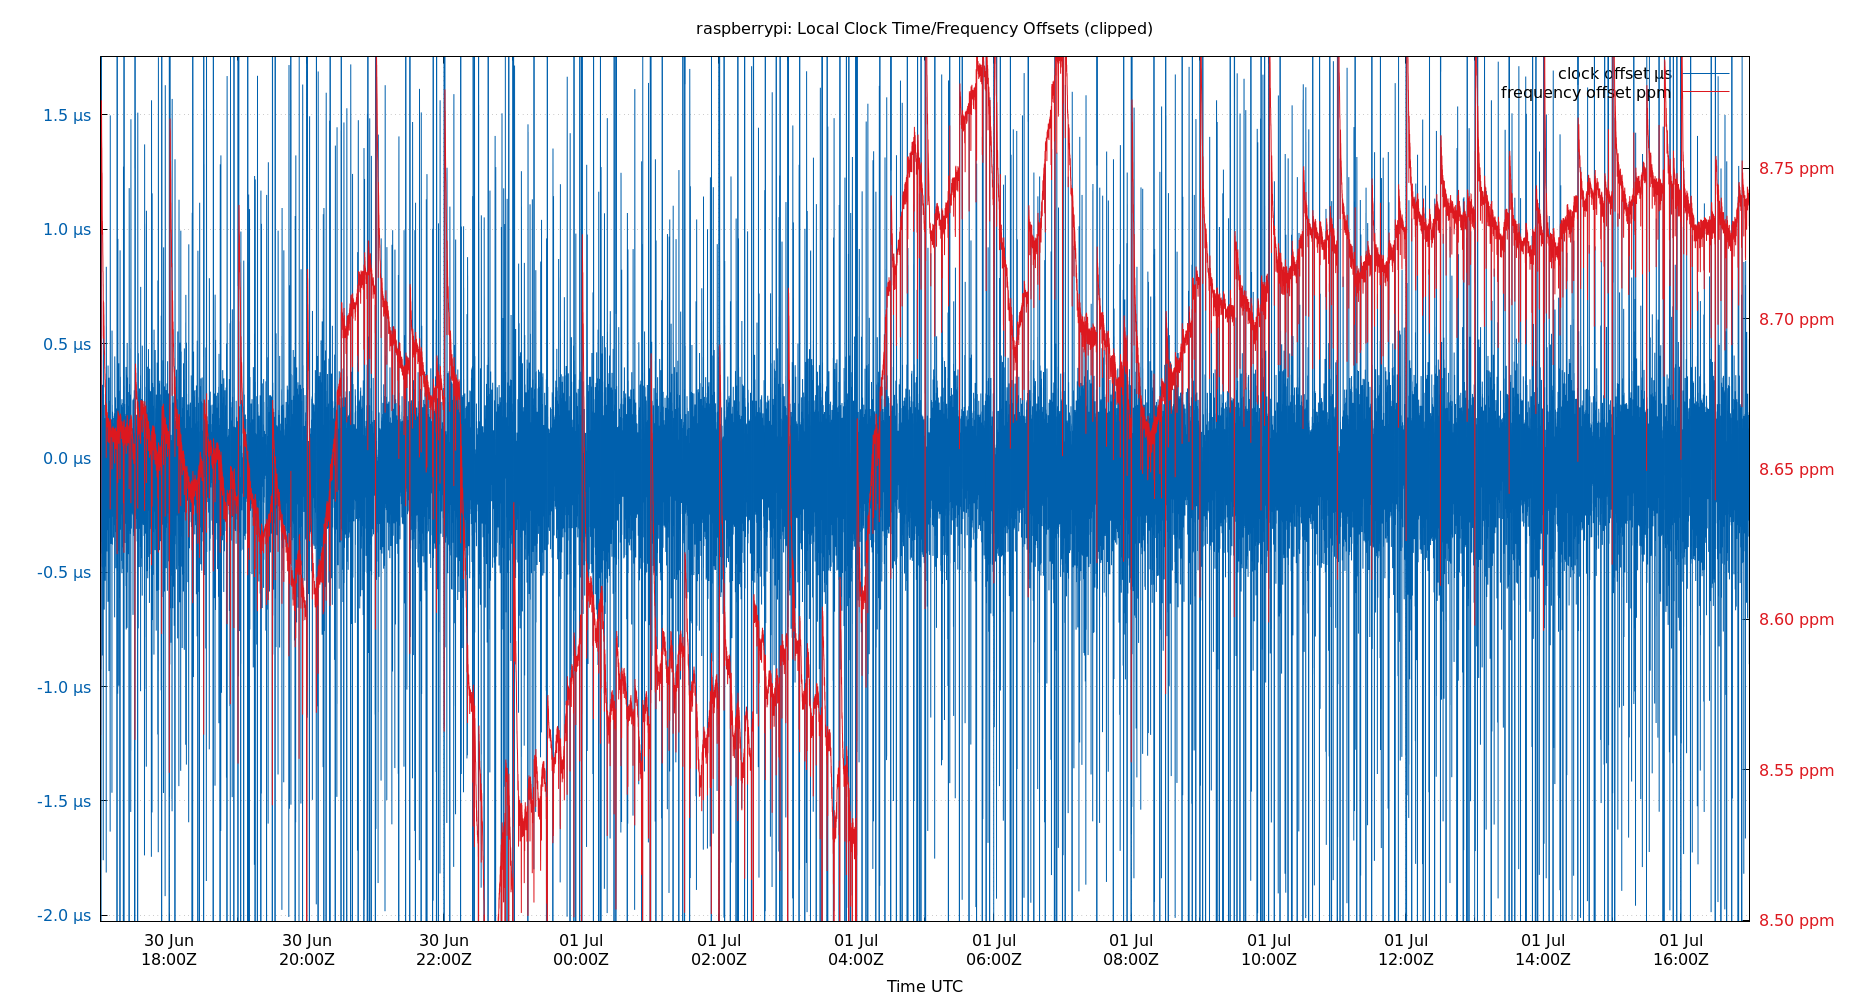 raspberrypi: Local Clock Time/Frequency Offsets (clipped)
clock offset µs
frequency offset ppm
1.5 µs
1.0 µs
0.5 µs
0.0 µs
-0.5 µs
-1.0 µs
-1.5 µs
-2.0 µs
8.75 ppm
8.70 ppm
8.65 ppm
8.60 ppm
8.55 ppm
8.50 ppm
30 Jun 30 Jun 30 Jun 01 Jul 01 Jul 01 Jul 01 Jul 01 Jul 01 Jul 01 Jul 01 Jul 01 Jul
18:00Z 20:00Z 22:00Z 00:00Z 02:00Z 04:00Z 06:00Z 08:00Z 10:00Z 12:00Z 14:00Z 16:00Z
Time UTC